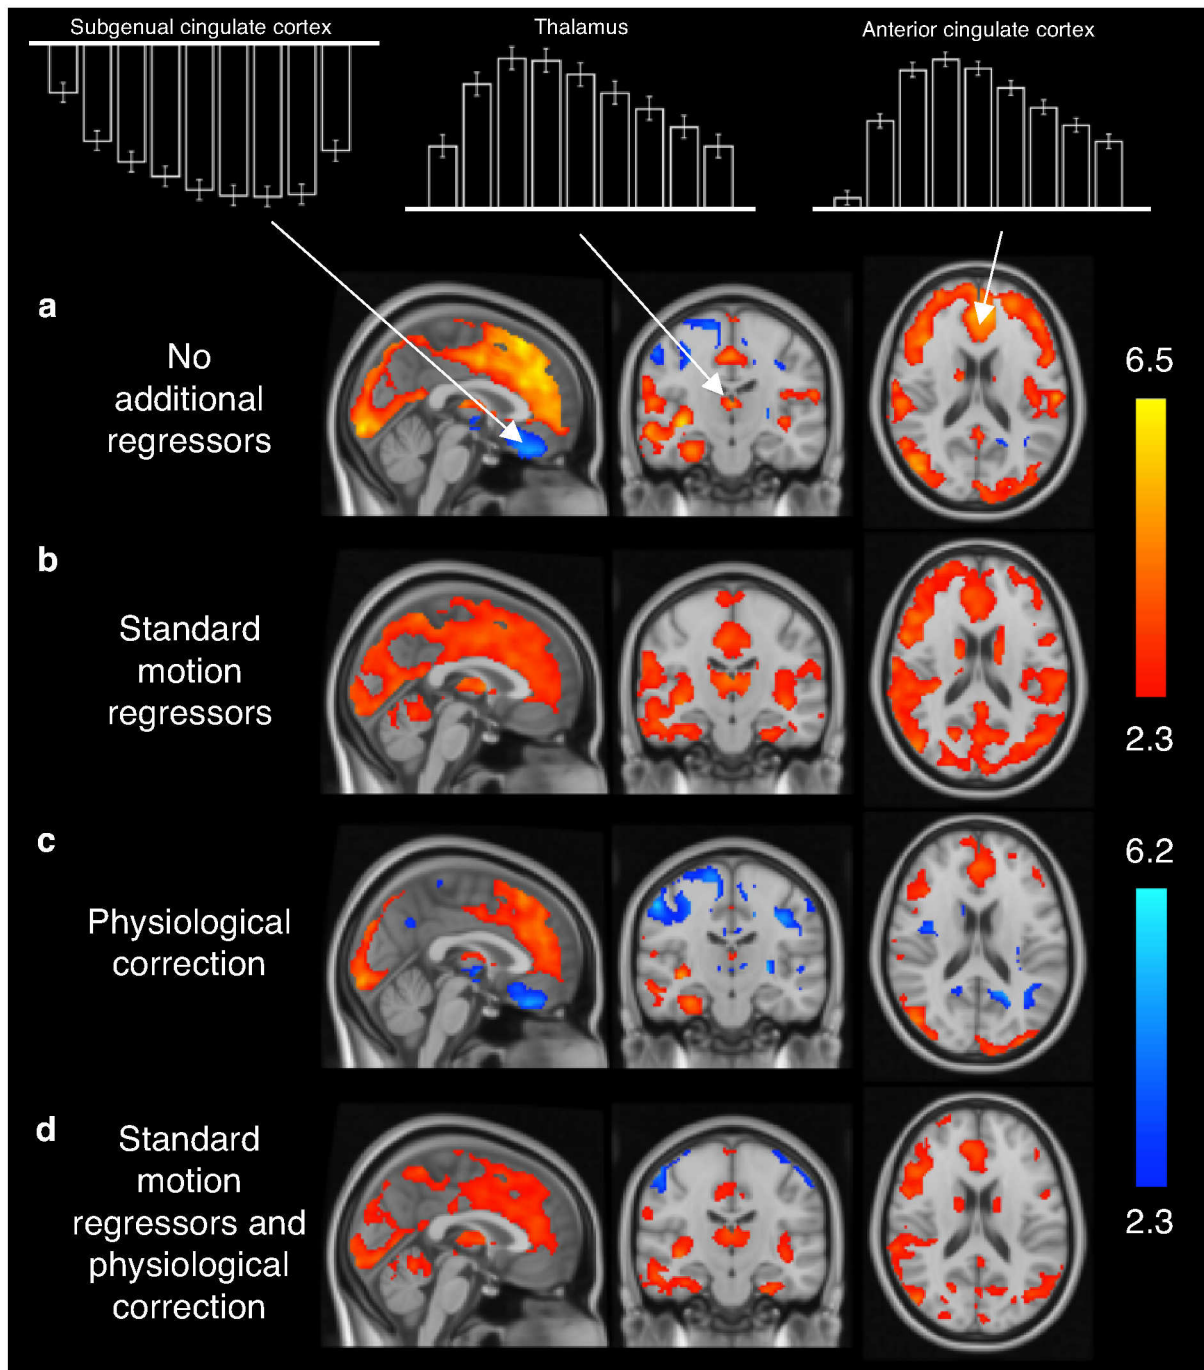 Subgenual cingulate cortex
Thalamus
Anterior cingulate cortex
a
No
additional
regressors
6.5
2.3
b
Standard
motion
regressors
c
Physiological
correction
6.2
2.3
d
Standard
motion
regressors and
physiological
correction